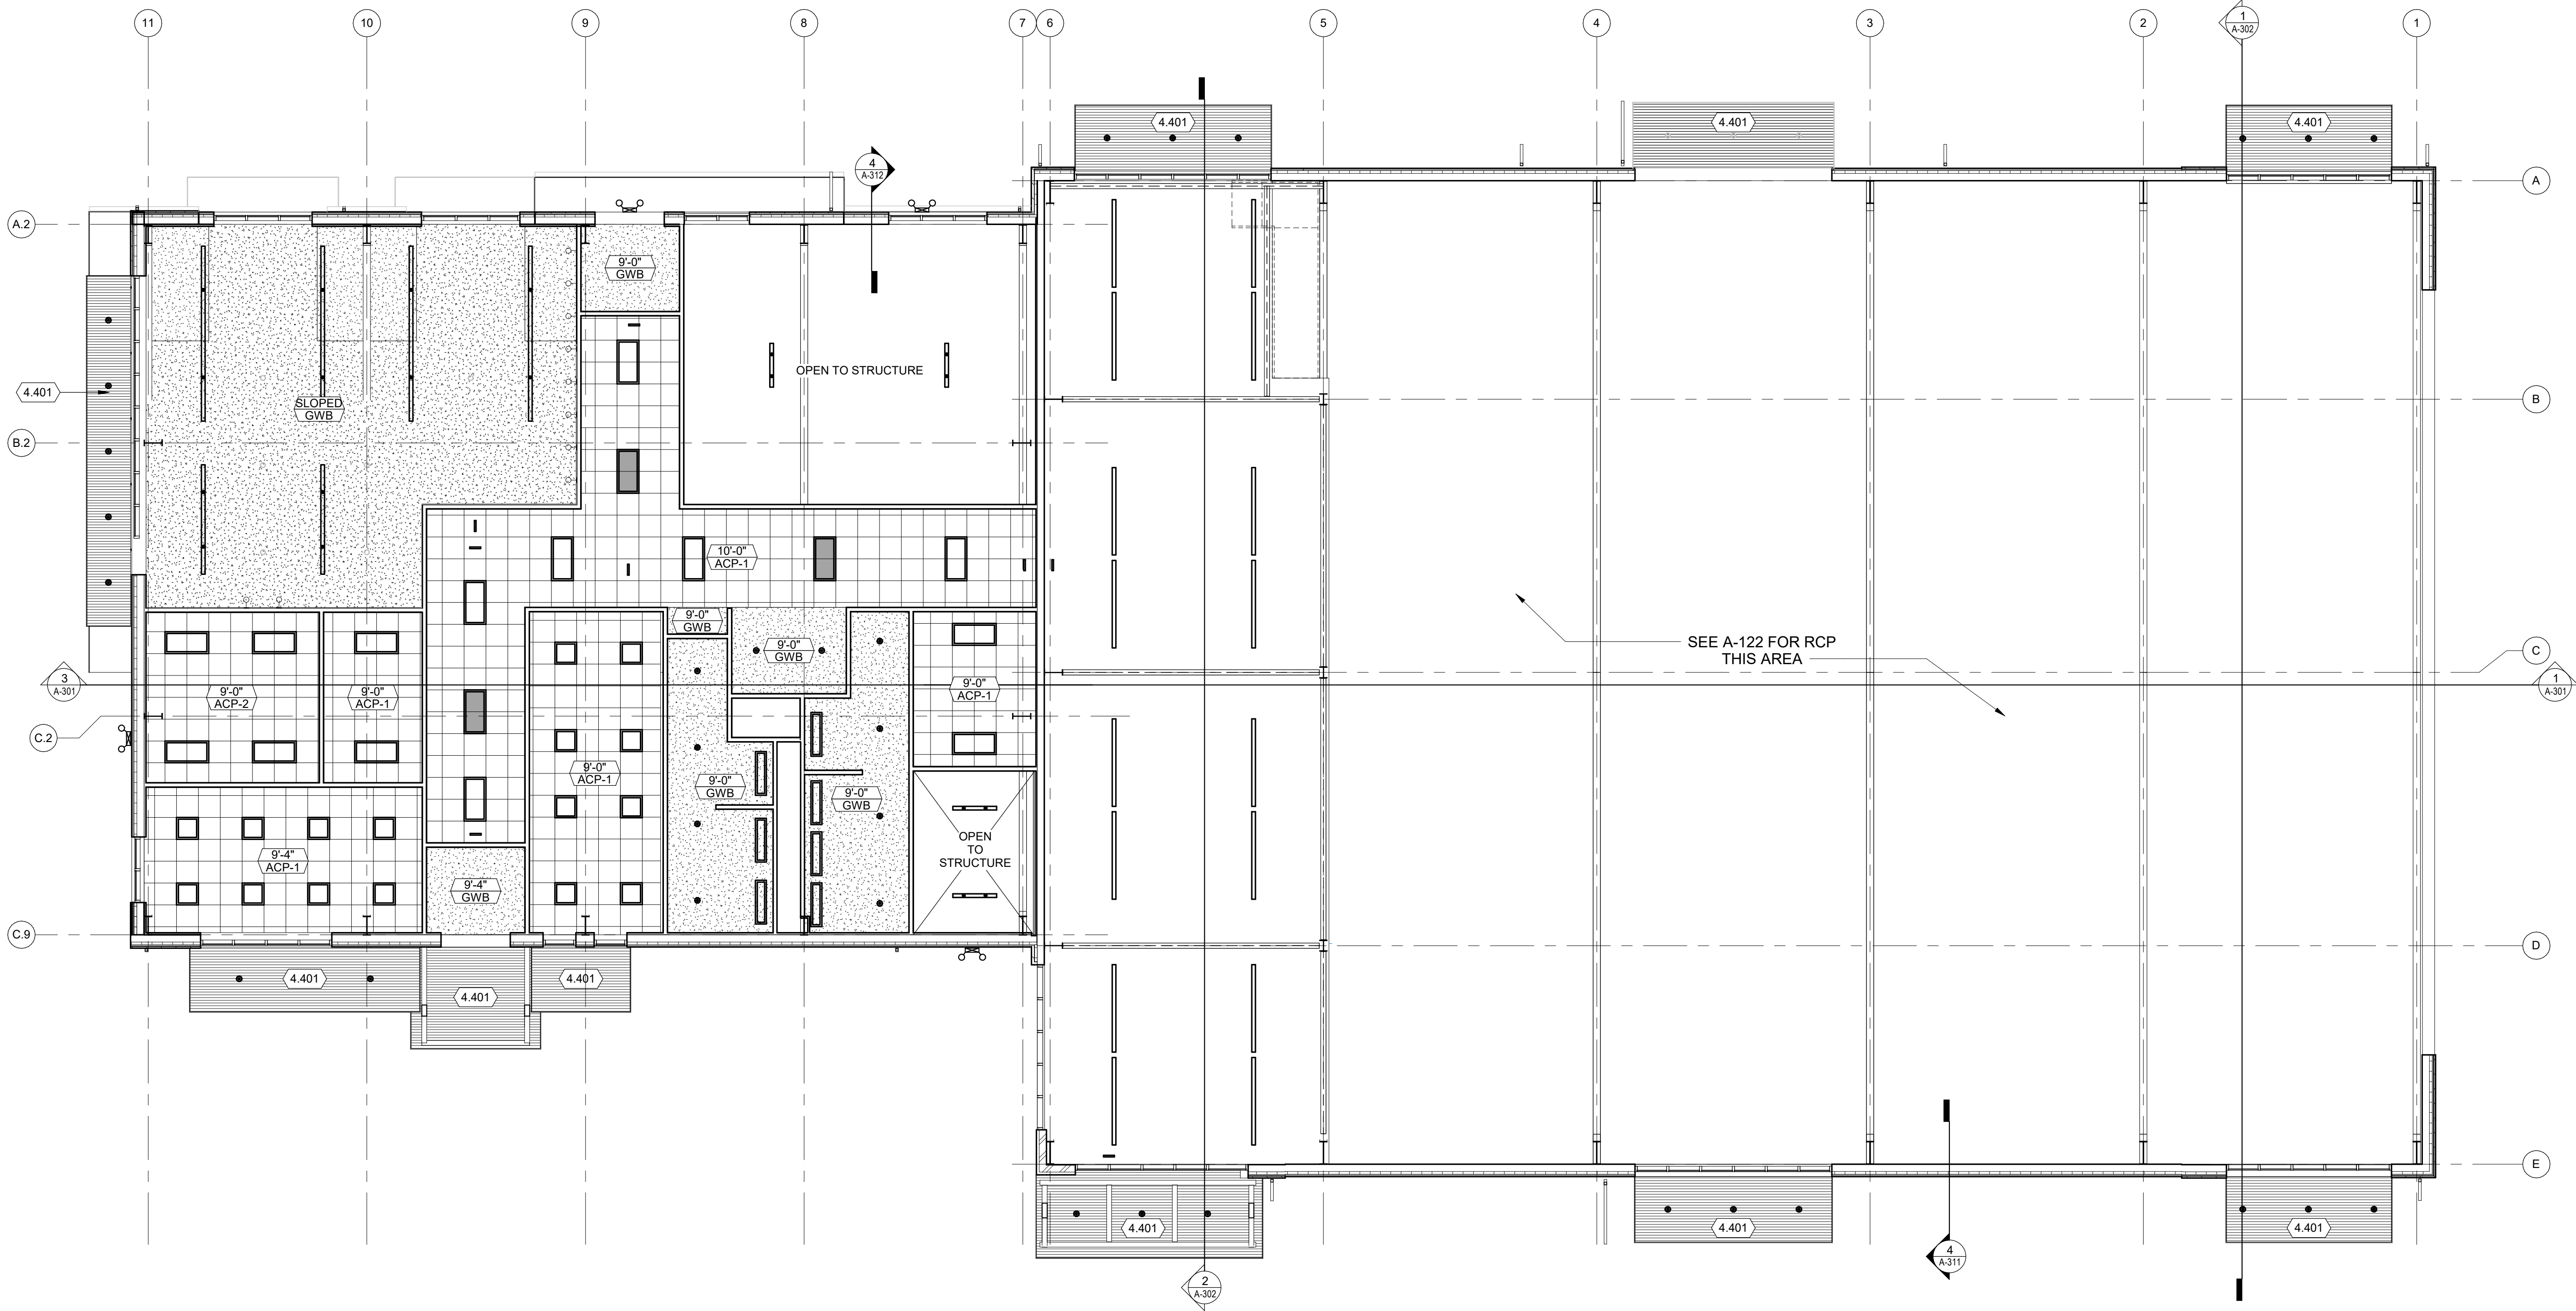 11
10
9
8
7
6
5
4
3
2
1
1
A-302
4.401
4.401
4.401
4
A-312
A
A.2
9'-0"
GWB
OPEN TO STRUCTURE
4.401
SLOPED
GWB
B
B.2
10'-0"
ACP-1
9'-0"
GWB
9'-0"
GWB
SEE A-122 FOR RCP
THIS AREA
C
3
A-301
9'-0"
ACP-2
9'-0"
ACP-1
9'-0"
ACP-1
1
A-301
C.2
9'-0"
ACP-1
9'-0"
GWB
9'-0"
GWB
OPEN
TO
STRUCTURE
9'-4"
ACP-1
9'-4"
GWB
C.9
D
4.401
4.401
4.401
E
4.401
4.401
4.401
4
A-311
2
A-302